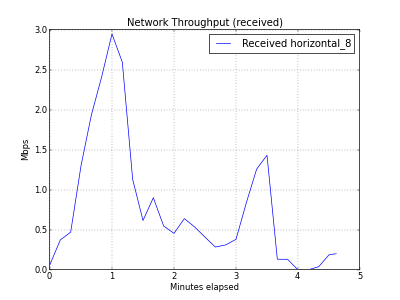 Network Throughput (received)
Received horizontal_8
Mbps
3.0
2.5
2.0
1.5
1.0
0.5
0.0
0 1 2 3 4 5
Minutes elapsed